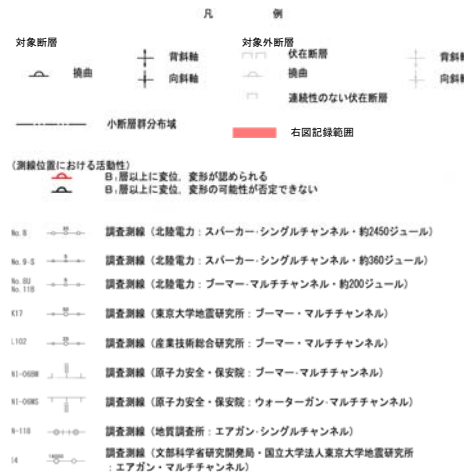 凡 例
対象断層 対象外断層
背斜軸 伏在断層 背斜軸
撓曲 向斜軸 撓曲 向斜軸
連続性のない伏在断層
小断層群分布域 右図記録範囲
(測線位置における活動性)
B₁層以上に変位、変形が認められる
B₁層以上に変位、変形の可能性が否定できない
No.8 調査測線（北陸電力：スパーカー・シングルチャンネル・約2450ジュール）
No.9-S 調査測線（北陸電力：スパーカー・シングルチャンネル・約360ジュール）
調査測線（北陸電力：ブーマー・マルチチャンネル・約200ジュール）
No.11B
K17 調査測線（東京大学地震研究所：ブーマー・マルチチャンネル）
L102 調査測線（産業技術総合研究所：ブーマー・マルチチャンネル）
調査測線（原子力安全・保安院：ブーマー・マルチチャンネル）
調査測線（原子力安全・保安院：ウォーターガン・マルチチャンネル）
N-11B 調査測線（地質調査所：エアガン・シングルチャンネル）
I4 調査測線（文部科学省研究開発局・国立大学法人東京大学地震研究所
：エアガン・マルチチャンネル）